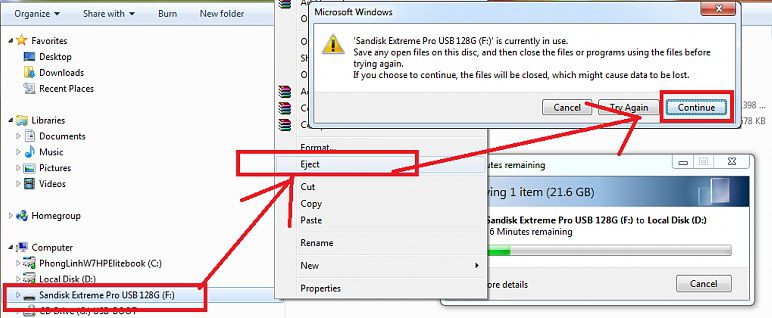 Organize
Share with
Burn
New folder
Favorites
Desktop
Downloads
Recent Places
Libraries
Documents
Music
Pictures
Videos
Homegroup
Computer
PhongLinhW7HPElitebook (C:)
Local Disk (D:)
Sandisk Extreme Pro USB 128G (F:)
CD Drive (G:) USB-BOOT
Format...
Eject
Cut
Copy
Paste
Rename
New
Properties
Microsoft Windows
'Sandisk Extreme Pro USB 128G (F:)' is currently in use.
Save any open files on this disc, and then close the files or programs using the files before
trying again.
If you choose to continue, the files will be closed, which might cause data to be lost.
Cancel
Try Again
Continue
398
578 KB
utes remaining
ying 1 item (21.6 GB)
Sandisk Extreme Pro USB 128G (F:) to Local Disk (D:)
6 Minutes remaining
ore details
Cancel